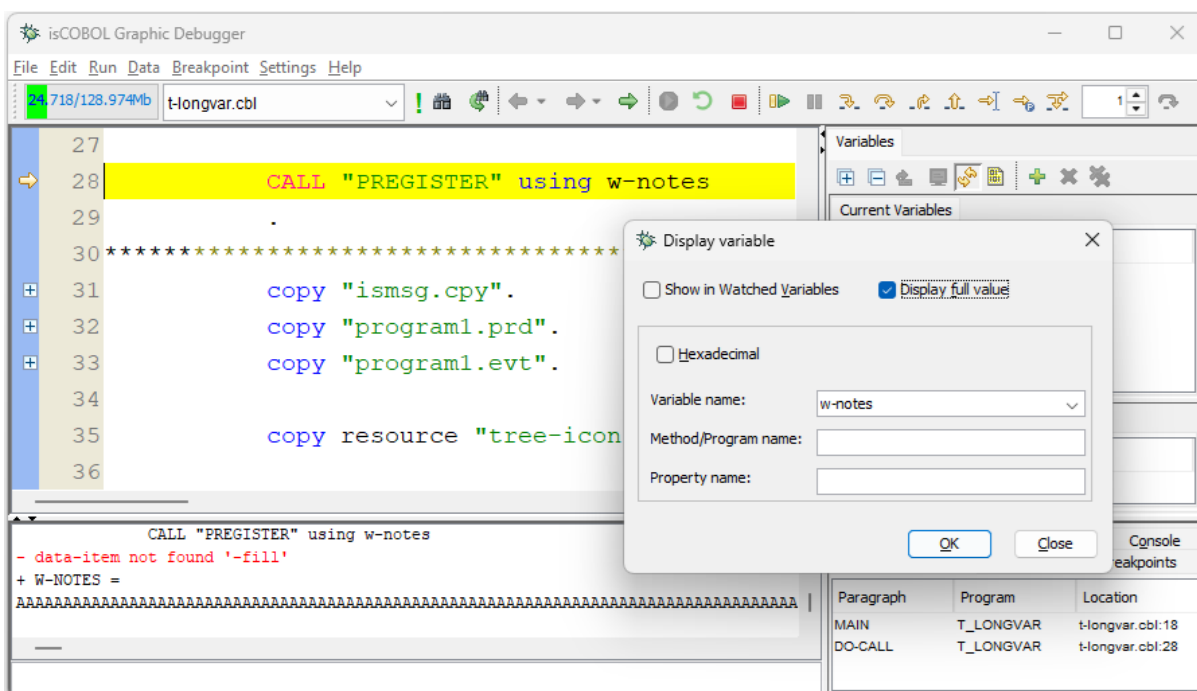 isCOBOL Graphic Debugger
File Edit Run Data Breakpoint Settings Help
24.718/128.974Mb t-longvar.cbl 1
27
28 CALL "PREGISTER" using w-notes
29 .
30 ***********************************
31 copy "ismsg.cpy".
32 copy "program1.prd".
33 copy "program1.evt".
34
35 copy resource "tree-icon
36
Variables
Current Variables
Display variable
Show in Watched Variables Display full value
Hexadecimal
Variable name: w-notes
Method/Program name:
Property name:
OK Close
CALL "PREGISTER" using w-notes
- data-item not found '-fill'
+ W-NOTES =
AAAAAAAAAAAAAAAAAAAAAAAAAAAAAAAAAAAAAAAAAAAAAAAAAAAAAAAAAAAAAAAAAAAAAAAAAAAAAAAAAAA
Console
eakpoints
Paragraph Program Location
MAIN T_LONGVAR t-longvar.cbl:18
DO-CALL T_LONGVAR t-longvar.cbl:28